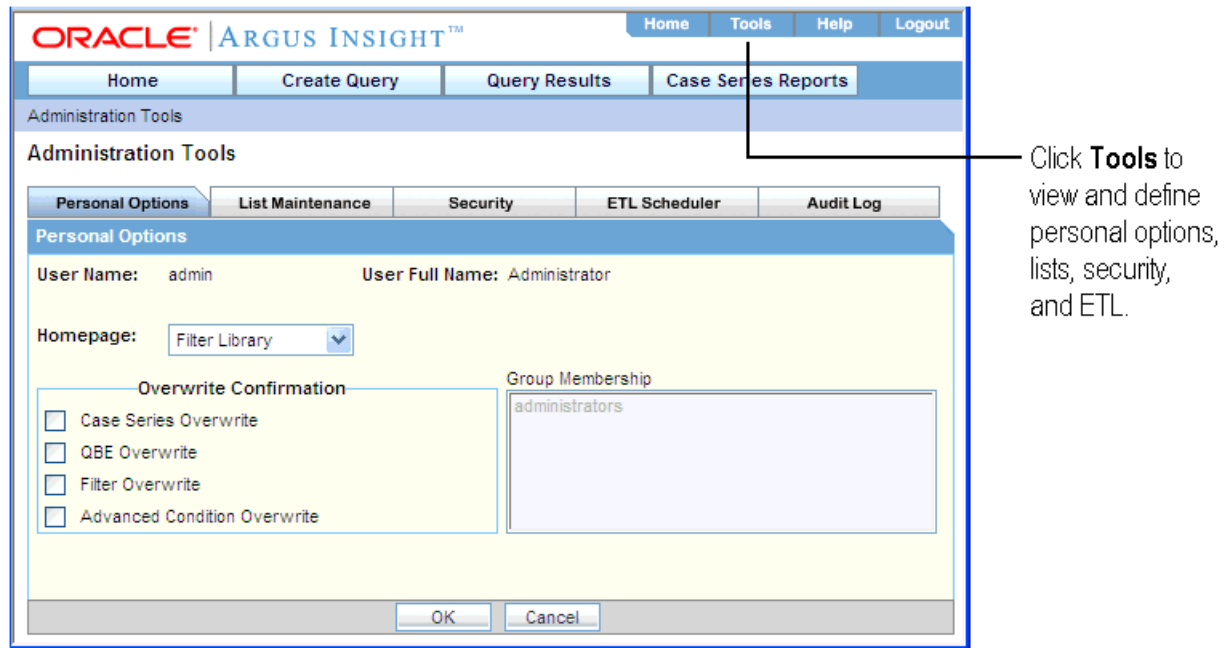 ORACLE' | ARGUS INSIGHT™
Home Tools Help Logout
Home Create Query Query Results Case Series Reports
Administration Tools
Administration Tools
Personal Options List Maintenance Security ETL Scheduler Audit Log
Personal Options
User Name: admin User Full Name: Administrator
Homepage: Filter Library
Overwrite Confirmation
Case Series Overwrite
QBE Overwrite
Filter Overwrite
Advanced Condition Overwrite
Group Membership
administrators
OK Cancel
Click Tools to
view and define
personal options,
lists, security,
and ETL.